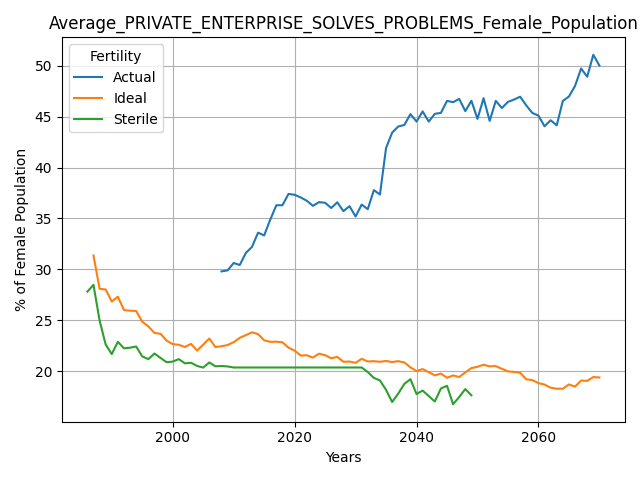 Average_PRIVATE_ENTERPRISE_SOLVES_PROBLEMS_Female_Population
Fertility
Actual
Ideal
Sterile
% of Female Population
50
45
40
35
30
25
20
2000
2020
2040
2060
Years